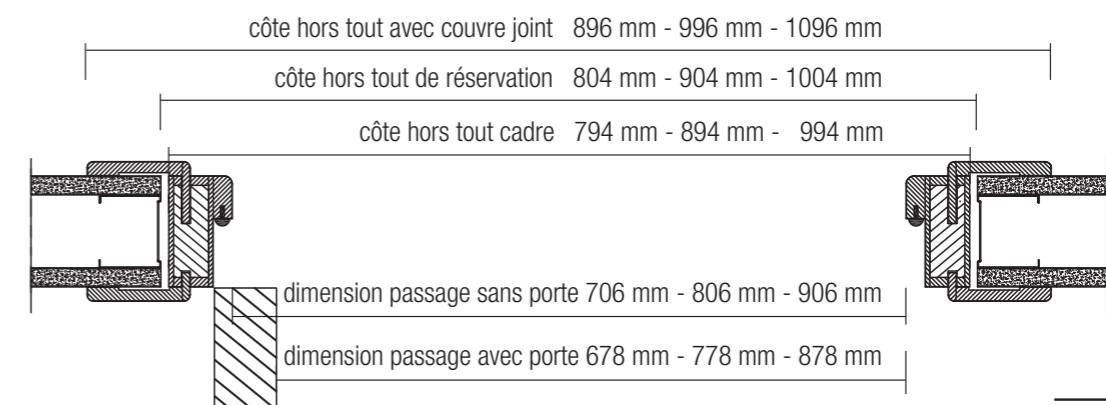 côte hors tout avec couvre joint 896 mm - 996 mm - 1096 mm
côte hors tout de réservation 804 mm - 904 mm - 1004 mm
côte hors tout cadre 794 mm - 894 mm - 994 mm
dimension passage sans porte 706 mm - 806 mm - 906 mm
dimension passage avec porte 678 mm - 778 mm - 878 mm